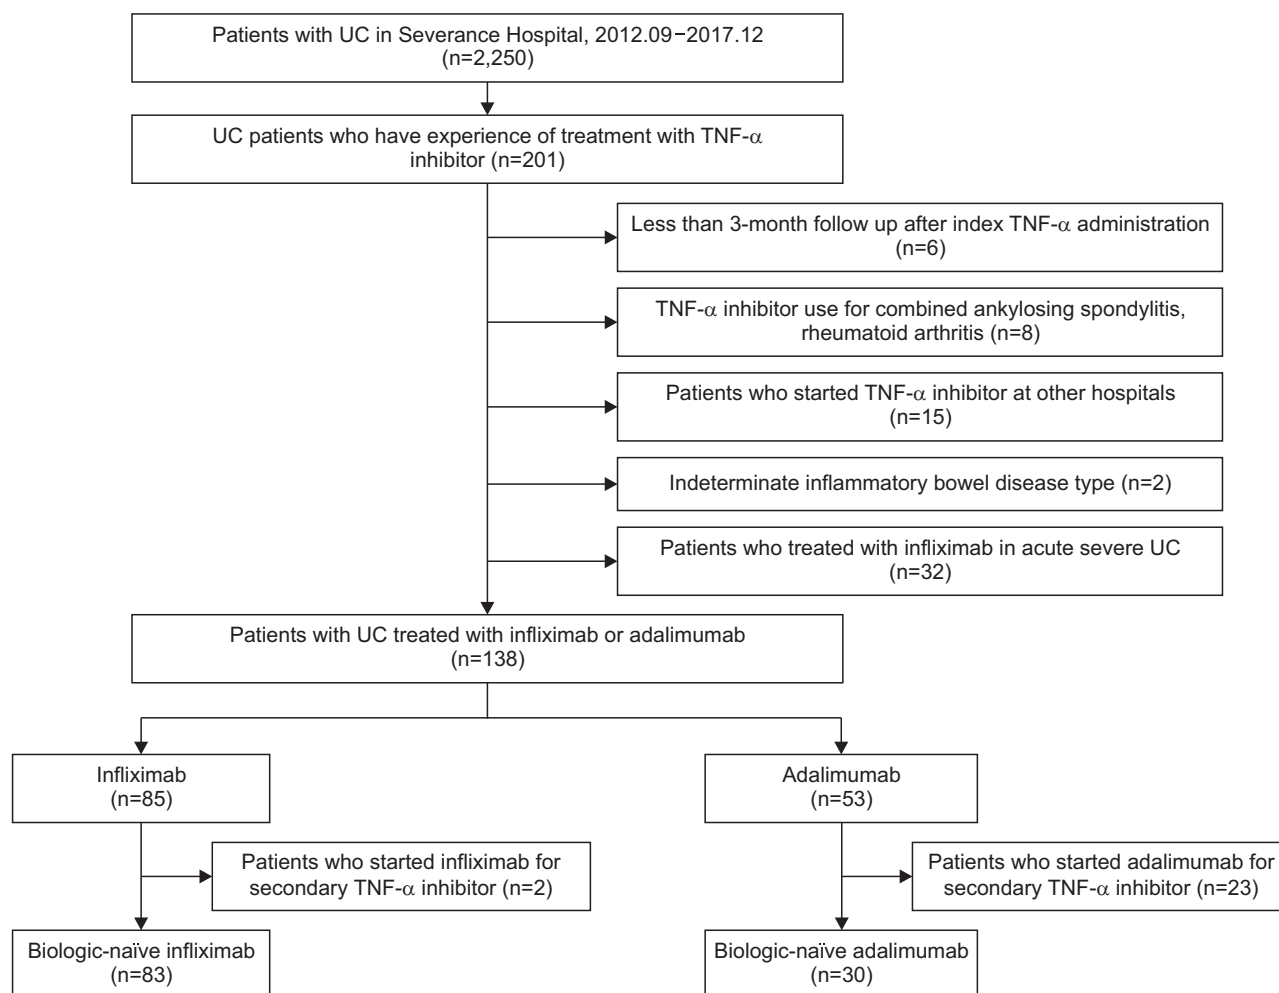 Patients with UC in Severance Hospital, 2012.09−2017.12
(n=2,250)
UC patients who have experience of treatment with TNF-α
inhibitor (n=201)
Less than 3-month follow up after index TNF-α administration
(n=6)
TNF-α inhibitor use for combined ankylosing spondylitis,
rheumatoid arthritis (n=8)
Patients who started TNF-α inhibitor at other hospitals
(n=15)
Indeterminate inflammatory bowel disease type (n=2)
Patients who treated with infliximab in acute severe UC
(n=32)
Patients with UC treated with infliximab or adalimumab
(n=138)
Infliximab
(n=85)
Adalimumab
(n=53)
Patients who started infliximab for
secondary TNF-α inhibitor (n=2)
Patients who started adalimumab for
secondary TNF-α inhibitor (n=23)
Biologic-naïve infliximab
(n=83)
Biologic-naïve adalimumab
(n=30)